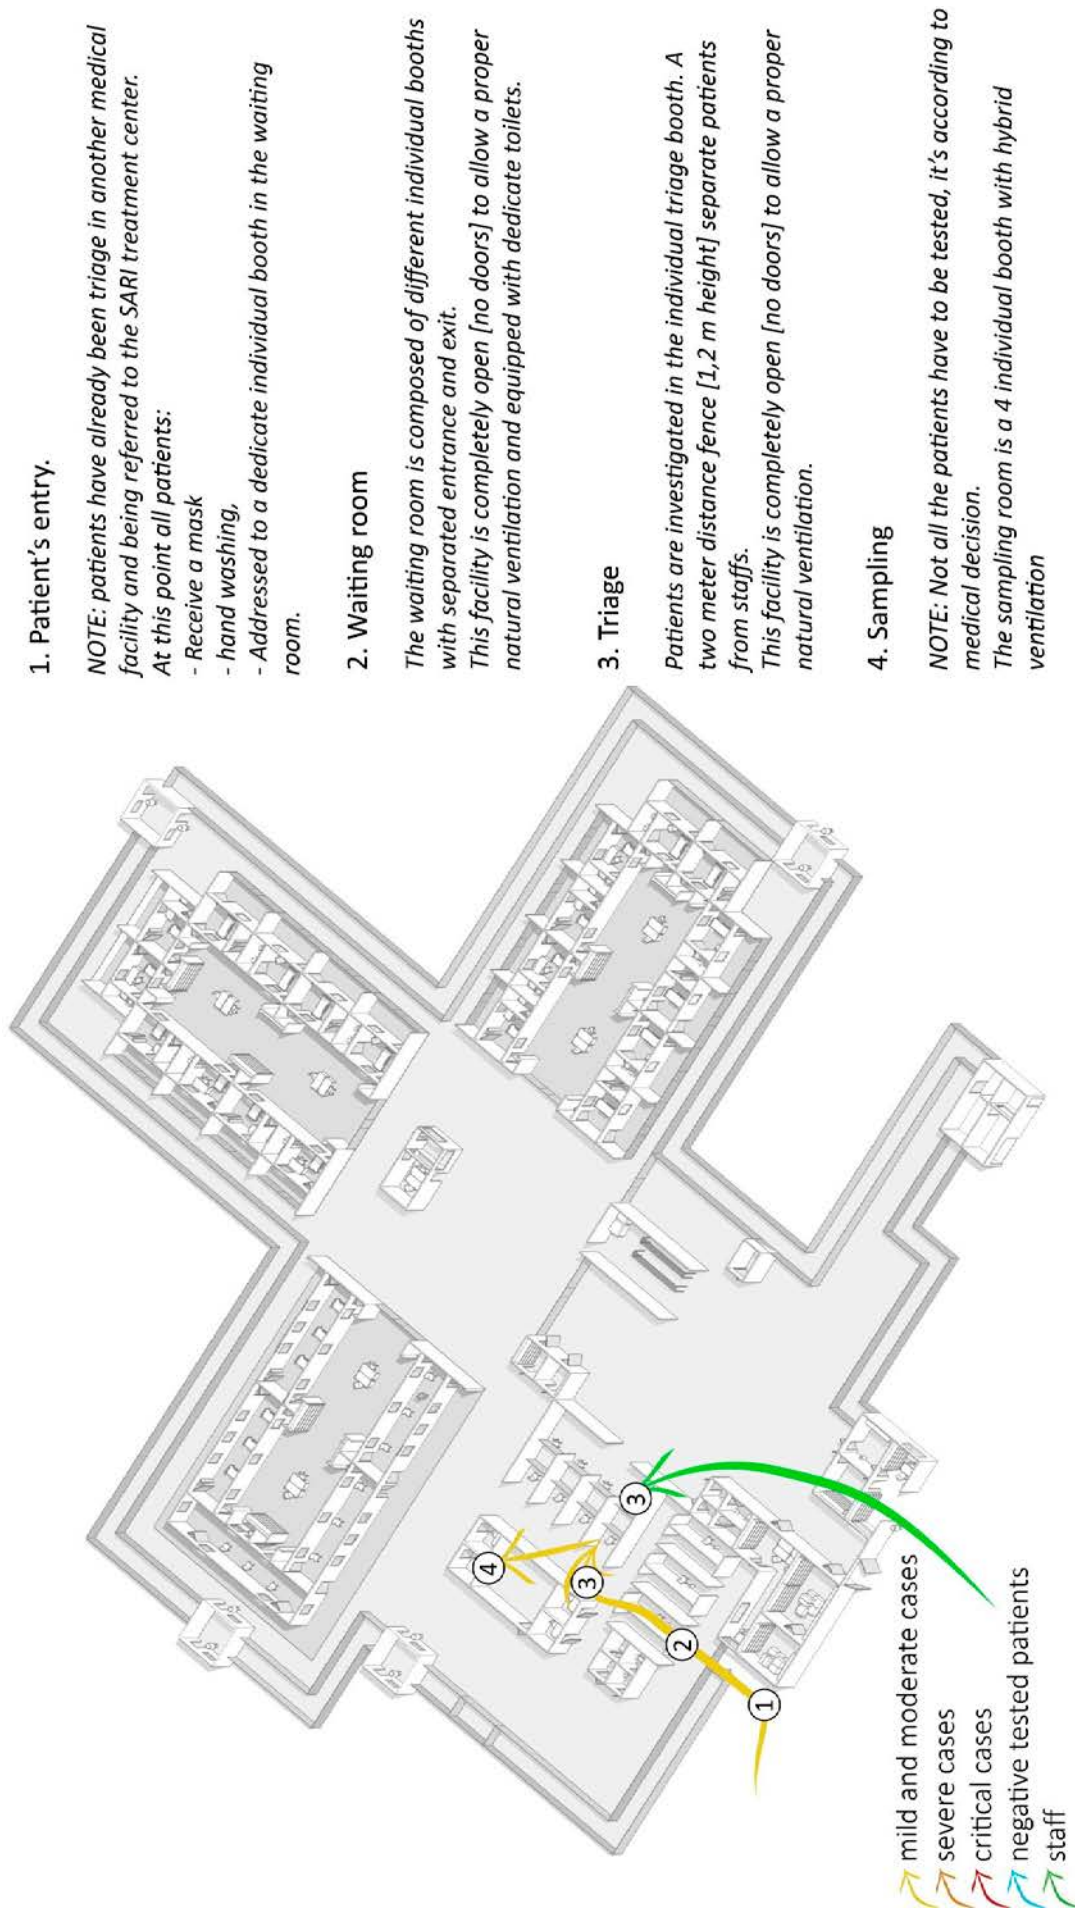 1. Patient's entry.
NOTE: patients have already been triage in another medical
facility and being referred to the SARI treatment center.
At this point all patients:
- Receive a mask
- hand washing,
- Addressed to a dedicate individual booth in the waiting
room.
2. Waiting room
The waiting room is composed of different individual booths
with separated entrance and exit.
This facility is completely open [no doors] to allow a proper
natural ventilation and equipped with dedicate toilets.
3. Triage
Patients are investigated in the individual triage booth. A
two meter distance fence [1,2 m height] separate patients
from staffs.
This facility is completely open [no doors] to allow a proper
natural ventilation.
4. Sampling
NOTE: Not all the patients have to be tested, it's according to
medical decision.
The sampling room is a 4 individual booth with hybrid
ventilation
4
3
3
2
1
mild and moderate cases
severe cases
critical cases
negative tested patients
staff